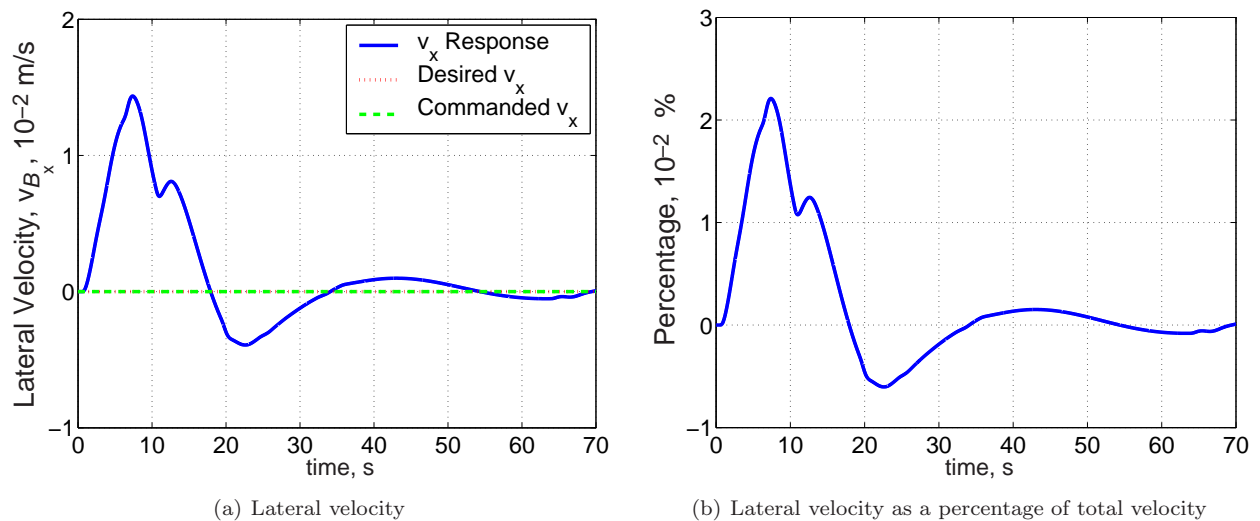 2
1
0
−1
0
10
20
30
40
50
60
70
time, s
Lateral Velocity, v_{B_x}, 10^{−2} m/s
v_x Response
Desired v_x
Commanded v_x
(a) Lateral velocity
3
2
1
0
−1
0
10
20
30
40
50
60
70
time, s
Percentage, 10^{−2} %
(b) Lateral velocity as a percentage of total velocity